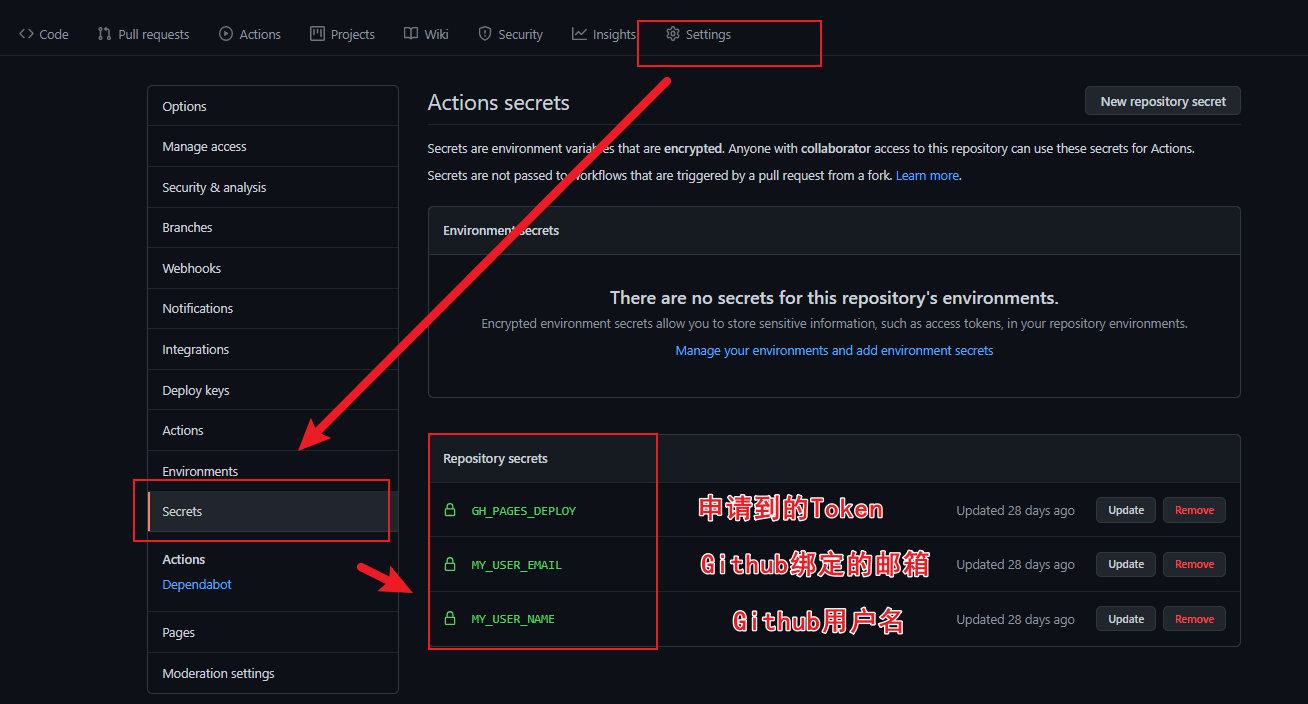 Code Pull requests Actions Projects Wiki Security Insights Settings
Options
Manage access
Security & analysis
Branches
Webhooks
Notifications
Integrations
Deploy keys
Actions
Environments
Secrets
Actions
Dependabot
Pages
Moderation settings
Actions secrets
New repository secret
Secrets are environment variables that are encrypted. Anyone with collaborator access to this repository can use these secrets for Actions.
Secrets are not passed to workflows that are triggered by a pull request from a fork. Learn more.
Environment secrets
There are no secrets for this repository's environments.
Encrypted environment secrets allow you to store sensitive information, such as access tokens, in your repository environments.
Manage your environments and add environment secrets
Repository secrets
GH_PAGES_DEPLOY 申请到的Token Updated 28 days ago Update Remove
MY_USER_EMAIL Github绑定的邮箱 Updated 28 days ago Update Remove
MY_USER_NAME Github用户名 Updated 28 days ago Update Remove